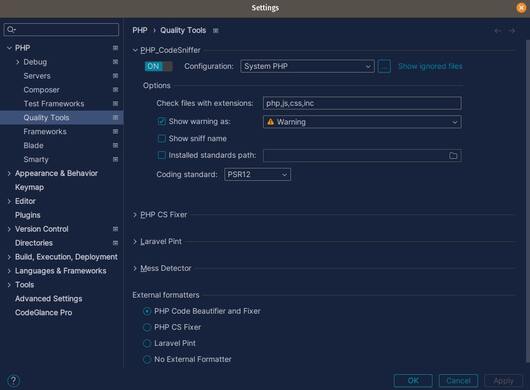 Settings
PHP
Debug
Servers
Composer
Test Frameworks
Quality Tools
Frameworks
Blade
Smarty
Appearance & Behavior
Keymap
Editor
Plugins
Version Control
Directories
Build, Execution, Deployment
Languages & Frameworks
Tools
Advanced Settings
CodeGlance Pro
?
PHP › Quality Tools
PHP_CodeSniffer
ON Configuration: System PHP ... Show ignored files
Options
Check files with extensions: php,js,css,inc
Show warning as: Warning
Show sniff name
Installed standards path:
Coding standard: PSR12
PHP CS Fixer
Laravel Pint
Mess Detector
External formatters
PHP Code Beautifier and Fixer
PHP CS Fixer
Laravel Pint
No External Formatter
OK Cancel Apply